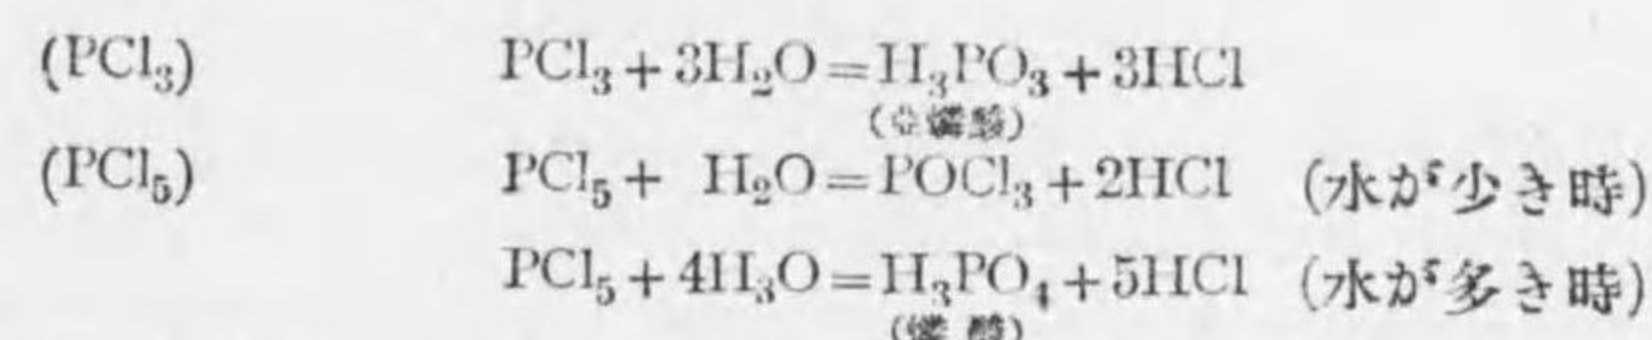 (PCl₃) PCl₃ + 3H₂O = H₃PO₃ + 3HCl
(亞燐酸)
(PCl₅) PCl₅ + H₂O = POCl₃ + 2HCl (水が少き時)
PCl₅ + 4H₃O = H₃PO₄ + 5HCl (水が多き時)
(燐酸)